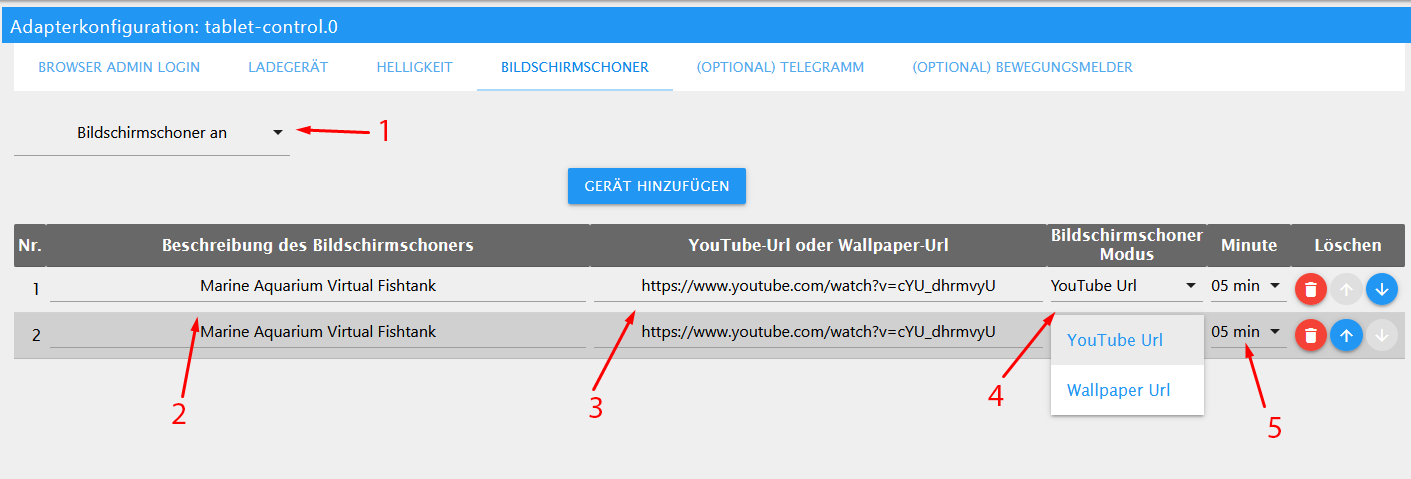 Adapterkonfiguration: tablet-control.0
BROWSER ADMIN LOGIN LADEGERÄT HELLIGKEIT BILDSCHIRMSCHONER (OPTIONAL) TELEGRAMM (OPTIONAL) BEWEGUNGSMELDER
Bildschirmschoner an 1
GERÄT HINZUFÜGEN
Nr. Beschreibung des Bildschirmschoners YouTube-Url oder Wallpaper-Url Bildschirmschoner Modus Minute Löschen
1 Marine Aquarium Virtual Fishtank https://www.youtube.com/watch?v=cYU_dhrmvyU YouTube Url 05 min
2 Marine Aquarium Virtual Fishtank https://www.youtube.com/watch?v=cYU_dhrmvyU 05 min
YouTube Url
Wallpaper Url
2 3 4 5